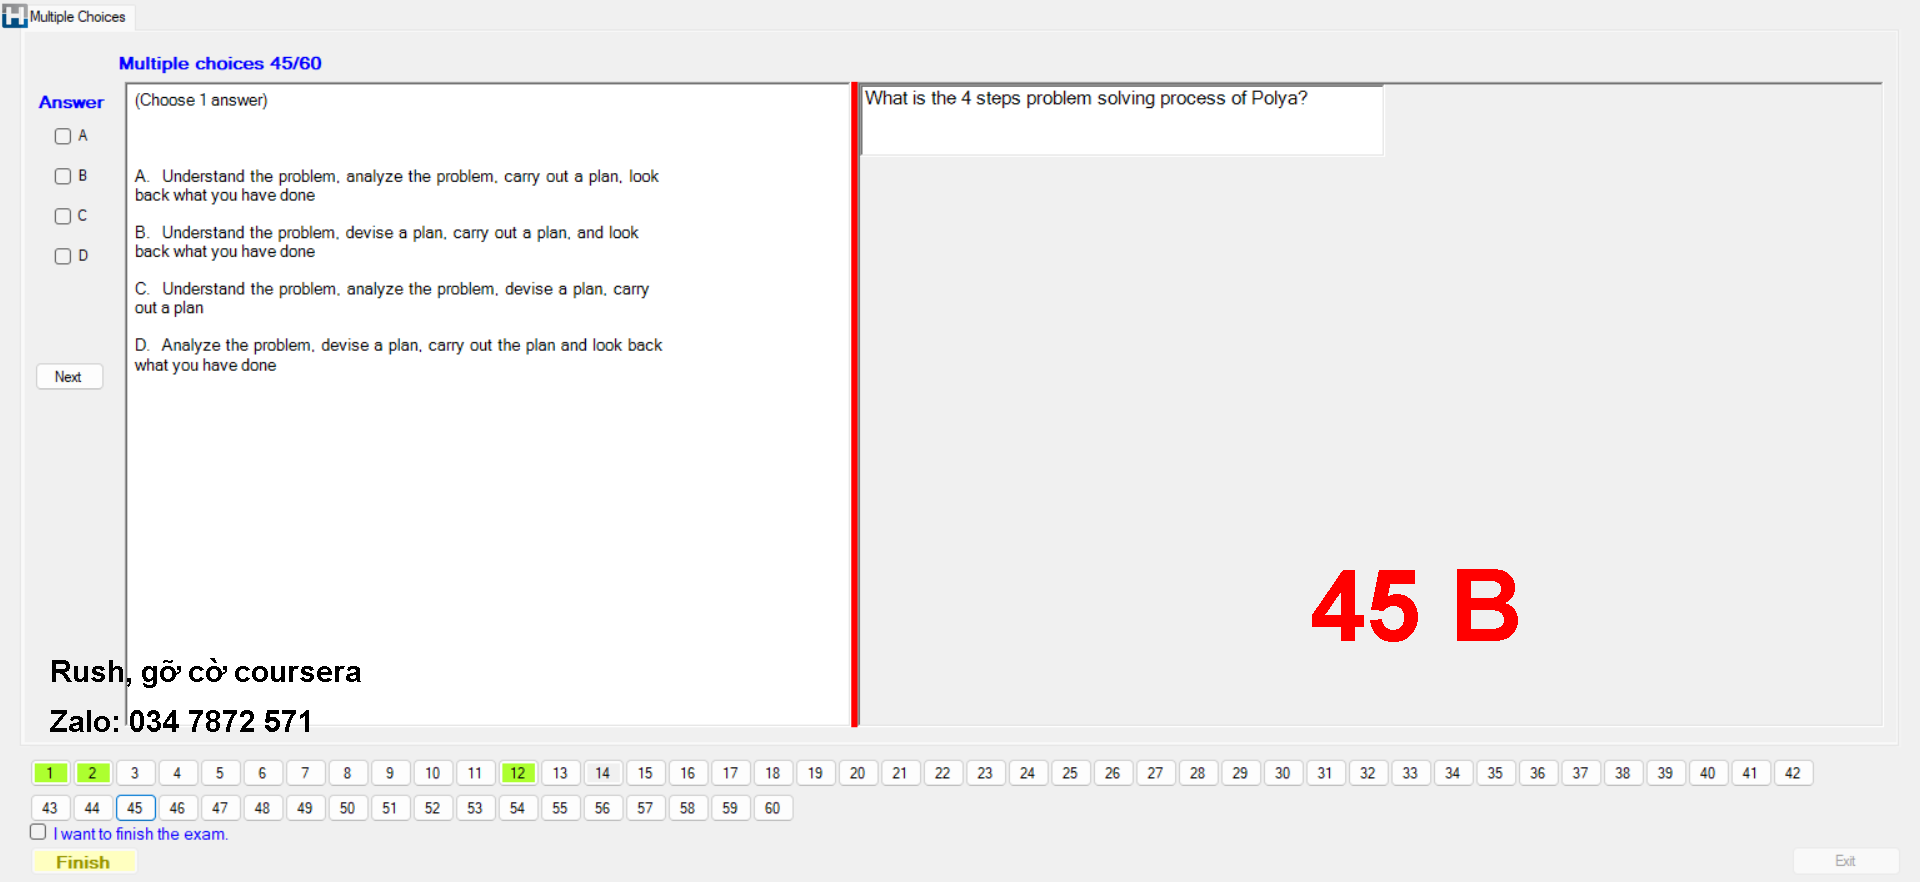 Multiple Choices
Multiple choices 45/60
Answer
A
B
C
D
Next
(Choose 1 answer)
A. Understand the problem, analyze the problem, carry out a plan, look
back what you have done
B. Understand the problem, devise a plan, carry out a plan, and look
back what you have done
C. Understand the problem, analyze the problem, devise a plan, carry
out a plan
D. Analyze the problem, devise a plan, carry out the plan and look back
what you have done
What is the 4 steps problem solving process of Polya?
45 B
Rush, gỡ cờ coursera
Zalo: 034 7872 571
1 2 3 4 5 6 7 8 9 10 11 12 13 14 15 16 17 18 19 20 21 22 23 24 25 26 27 28 29 30 31 32 33 34 35 36 37 38 39 40 41 42
43 44 45 46 47 48 49 50 51 52 53 54 55 56 57 58 59 60
I want to finish the exam.
Finish
Exit